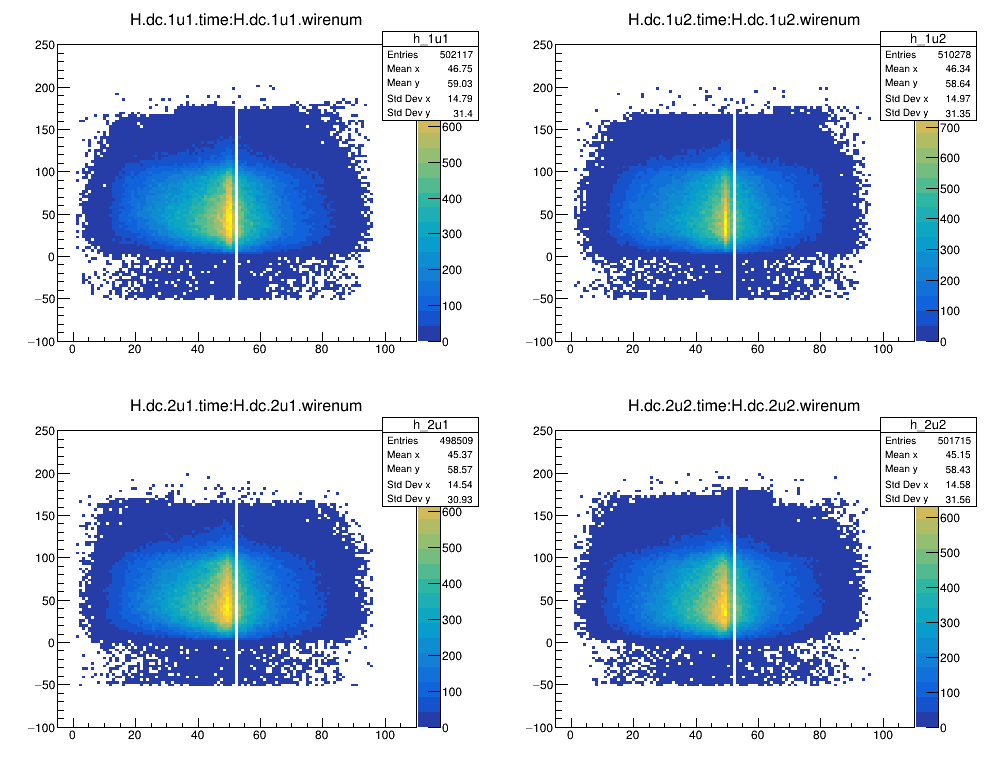 H.dc.1u1.time:H.dc.1u1.wirenum
h_1u1
Entries 502117
Mean x 46.75
Mean y 59.03
Std Dev x 14.79
Std Dev y 31.4
250
200
150
100
50
0
−50
−100
0 20 40 60 80 100
600
500
400
300
200
100
0
H.dc.1u2.time:H.dc.1u2.wirenum
h_1u2
Entries 510278
Mean x 46.34
Mean y 58.64
Std Dev x 14.97
Std Dev y 31.35
250
200
150
100
50
0
−50
−100
0 20 40 60 80 100
700
600
500
400
300
200
100
0
H.dc.2u1.time:H.dc.2u1.wirenum
h_2u1
Entries 498509
Mean x 45.37
Mean y 58.57
Std Dev x 14.54
Std Dev y 30.93
250
200
150
100
50
0
−50
−100
0 20 40 60 80 100
600
500
400
300
200
100
0
H.dc.2u2.time:H.dc.2u2.wirenum
h_2u2
Entries 501715
Mean x 45.15
Mean y 58.43
Std Dev x 14.58
Std Dev y 31.56
250
200
150
100
50
0
−50
−100
0 20 40 60 80 100
600
500
400
300
200
100
0